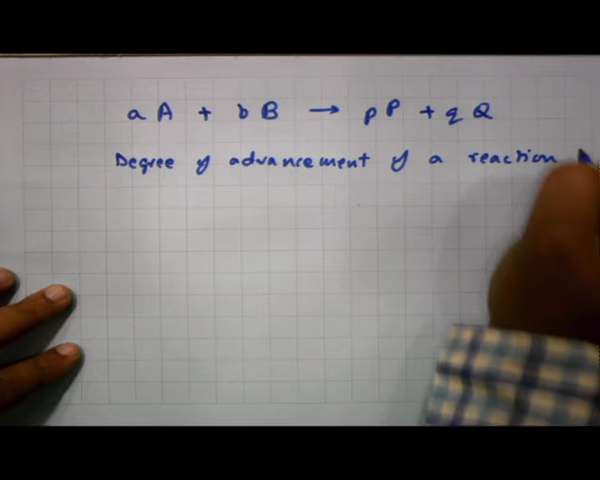 aA + bB → pP + qQ
Degree of advancement of a reaction